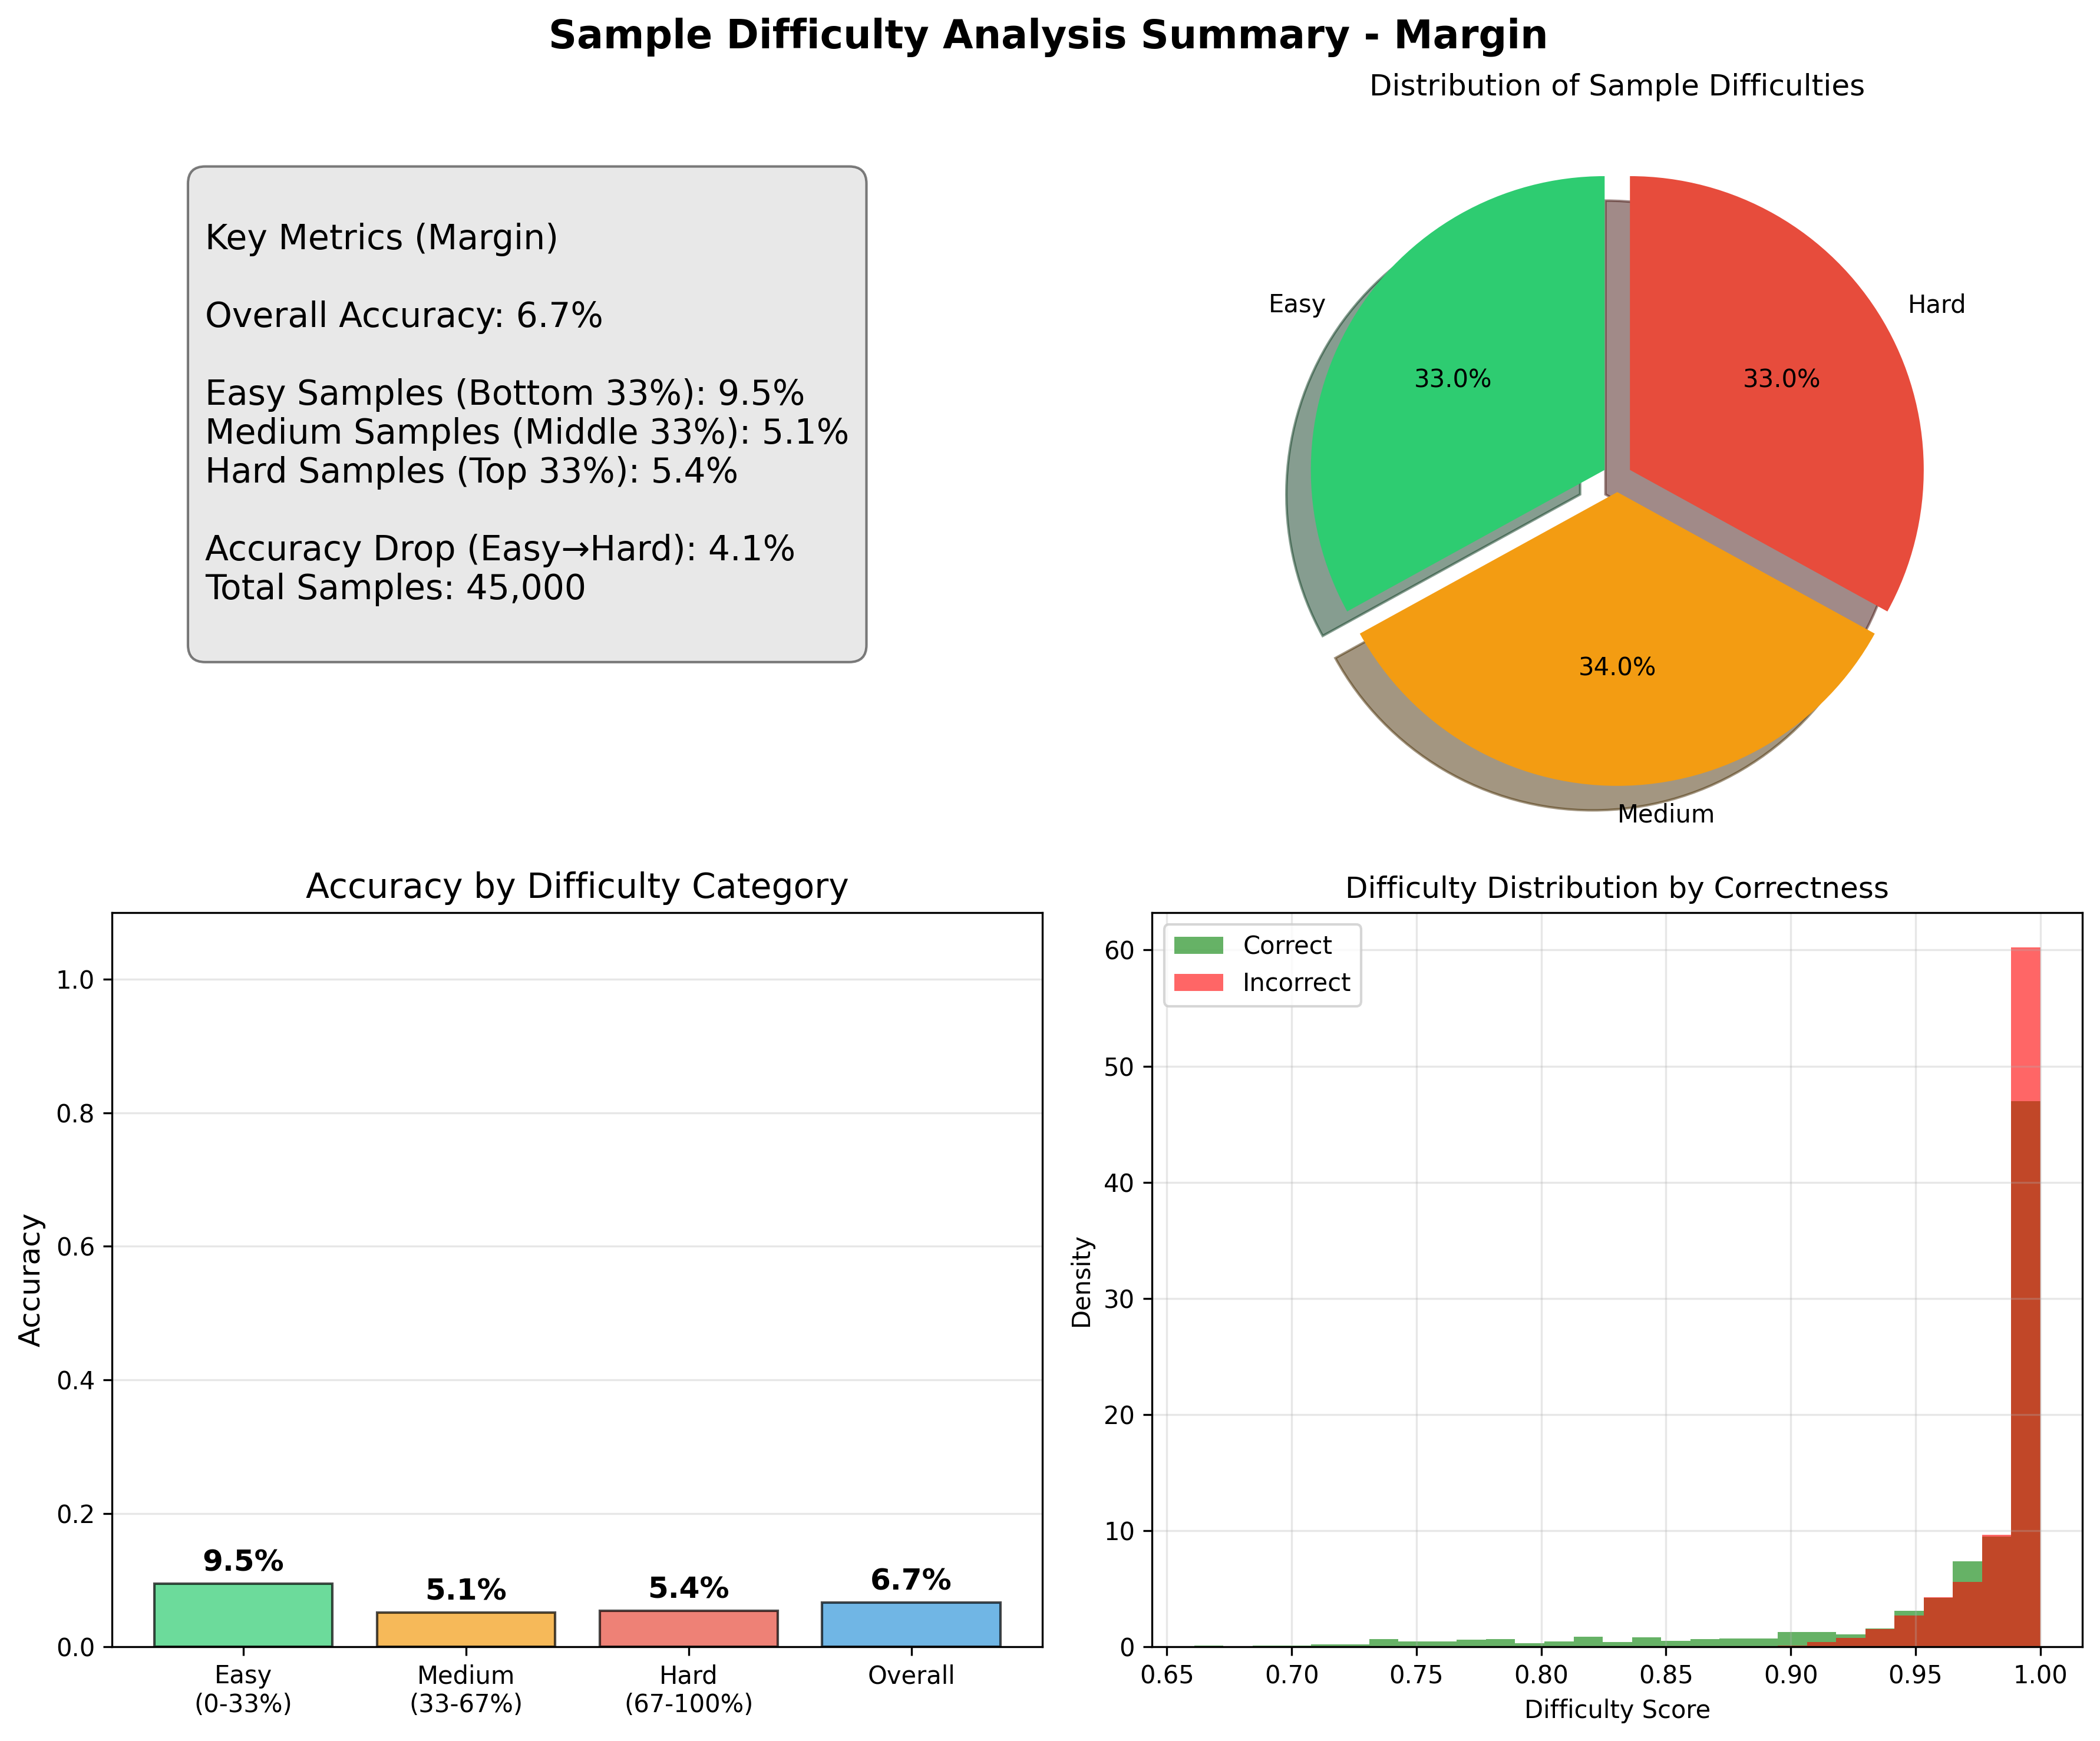 Sample Difficulty Analysis Summary - Margin
Key Metrics (Margin)
Overall Accuracy: 6.7%
Easy Samples (Bottom 33%): 9.5%
Medium Samples (Middle 33%): 5.1%
Hard Samples (Top 33%): 5.4%
Accuracy Drop (Easy→Hard): 4.1%
Total Samples: 45,000
Distribution of Sample Difficulties
Easy
Hard
33.0%
33.0%
34.0%
Medium
Accuracy by Difficulty Category
Accuracy
1.0
0.8
0.6
0.4
0.2
0.0
9.5%
5.1%
5.4%
6.7%
Easy
(0-33%)
Medium
(33-67%)
Hard
(67-100%)
Overall
Difficulty Distribution by Correctness
Correct
Incorrect
Density
60
50
40
30
20
10
0
0.65 0.70 0.75 0.80 0.85 0.90 0.95 1.00
Difficulty Score